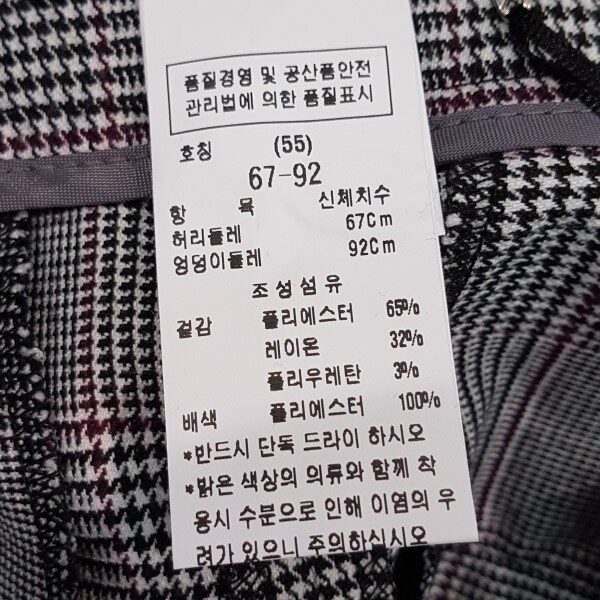 품질경영 및 공산품안전
관리법에 의한 품질표시
호칭 (55)
67-92
항 목 신체치수
허리둘레 67Cm
엉덩이둘레 92Cm
조성섬유
겉감 폴리에스터 65%
레이온 32%
폴리우레탄 3%
배색 폴리에스터 100%
*반드시 단독 드라이 하시오
*밝은 색상의 의류와 함께 착
용시 수분으로 인해 이염의 우
려가 있으니 주의하십시오